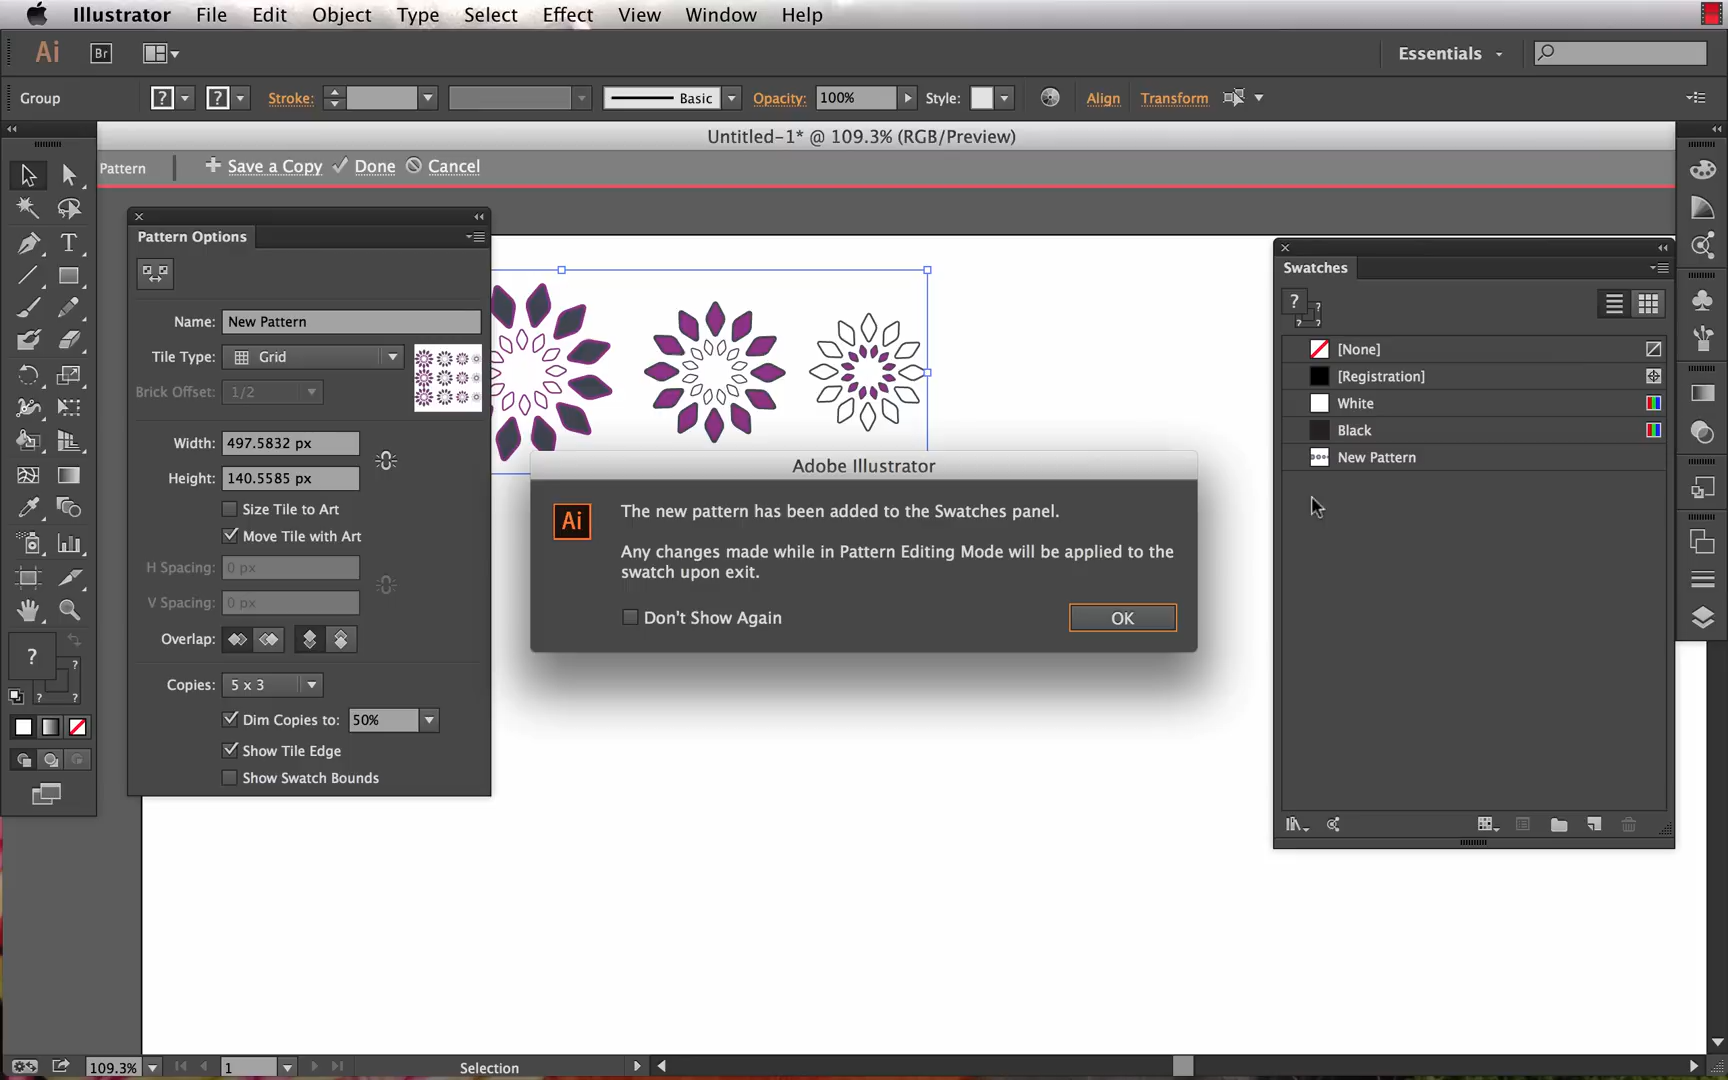 Illustrator File Edit Object Type Select Effect View Window Help
Ai Br Essentials
Group ? ? Stroke: Basic Opacity: 100% Style: Align Transform
Untitled-1* @ 109.3% (RGB/Preview)
Pattern Save a Copy Done Cancel
Pattern Options
Name: New Pattern
Tile Type: Grid
Brick Offset: 1/2
Width: 497.5832 px
Height: 140.5585 px
Size Tile to Art
Move Tile with Art
H Spacing: 0 px
V Spacing: 0 px
Overlap:
Copies: 5 x 3
Dim Copies to: 50%
Show Tile Edge
Show Swatch Bounds
Adobe Illustrator
Ai
The new pattern has been added to the Swatches panel.
Any changes made while in Pattern Editing Mode will be applied to the
swatch upon exit.
Don't Show Again
OK
Swatches
?
?
[None]
[Registration]
White
Black
New Pattern
T
?
?
? ?
109.3% 1 Selection